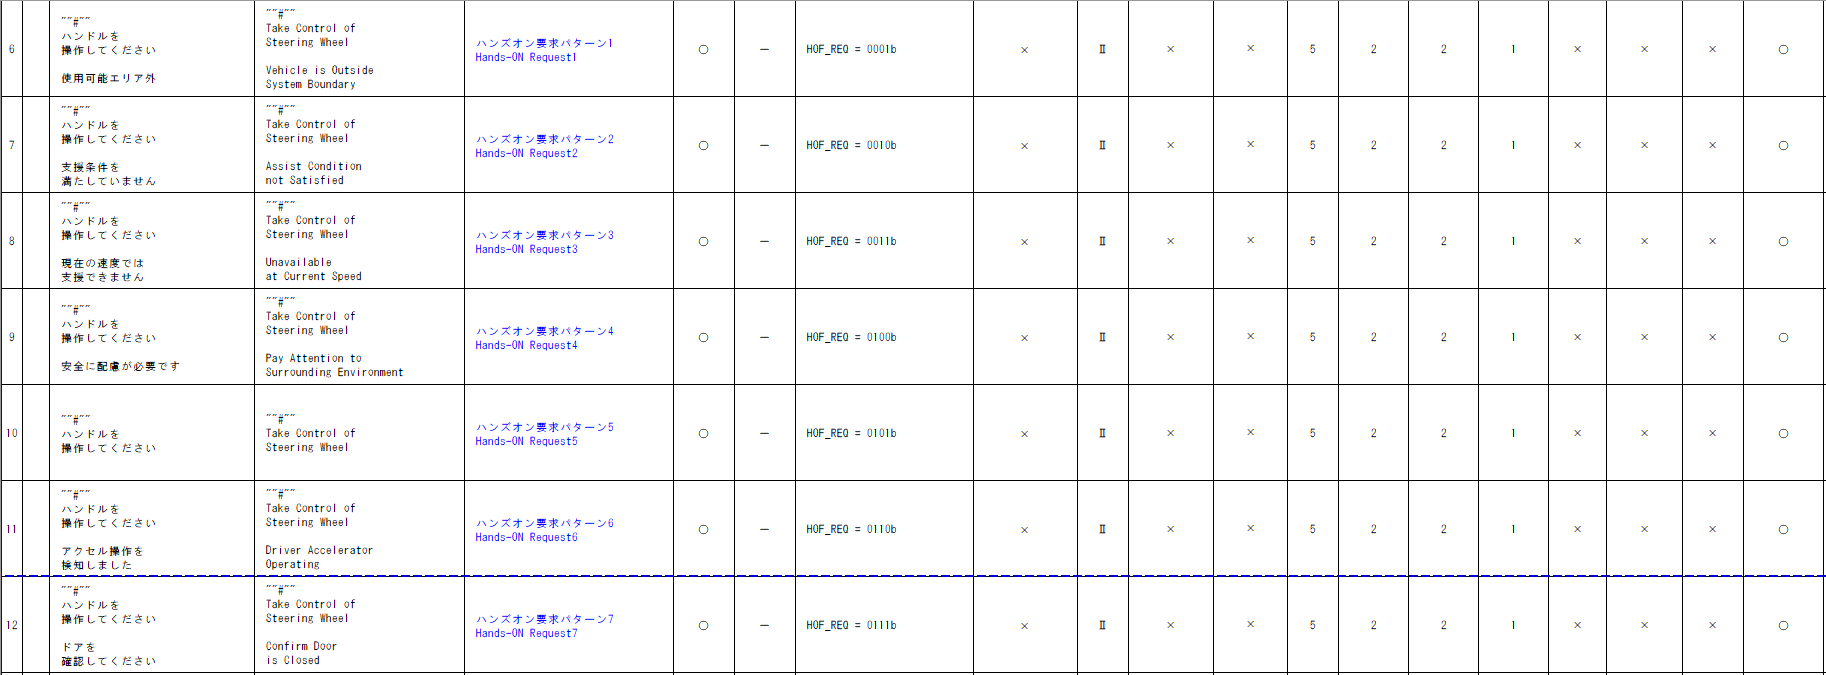 6
""#""
ハンドルを
操作してください
使用可能エリア外
""#""
Take Control of
Steering Wheel
Vehicle is Outside
System Boundary
ハンズオン要求パターン1
Hands-ON Request1
○ － HOF_REQ = 0001b × Ⅱ × × 5 2 2 1 × × × ○
7
""#""
ハンドルを
操作してください
支援条件を
満たしていません
""#""
Take Control of
Steering Wheel
Assist Condition
not Satisfied
ハンズオン要求パターン2
Hands-ON Request2
○ － HOF_REQ = 0010b × Ⅱ × × 5 2 2 1 × × × ○
8
""#""
ハンドルを
操作してください
現在の速度では
支援できません
""#""
Take Control of
Steering Wheel
Unavailable
at Current Speed
ハンズオン要求パターン3
Hands-ON Request3
○ － HOF_REQ = 0011b × Ⅱ × × 5 2 2 1 × × × ○
9
""#""
ハンドルを
操作してください
安全に配慮が必要です
""#""
Take Control of
Steering Wheel
Pay Attention to
Surrounding Environment
ハンズオン要求パターン4
Hands-ON Request4
○ － HOF_REQ = 0100b × Ⅱ × × 5 2 2 1 × × × ○
10
""#""
ハンドルを
操作してください
""#""
Take Control of
Steering Wheel
ハンズオン要求パターン5
Hands-ON Request5
○ － HOF_REQ = 0101b × Ⅱ × × 5 2 2 1 × × × ○
11
""#""
ハンドルを
操作してください
アクセル操作を
検知しました
""#""
Take Control of
Steering Wheel
Driver Accelerator
Operating
ハンズオン要求パターン6
Hands-ON Request6
○ － HOF_REQ = 0110b × Ⅱ × × 5 2 2 1 × × × ○
12
""#""
ハンドルを
操作してください
ドアを
確認してください
""#""
Take Control of
Steering Wheel
Confirm Door
is Closed
ハンズオン要求パターン7
Hands-ON Request7
○ － HOF_REQ = 0111b × Ⅱ × × 5 2 2 1 × × × ○